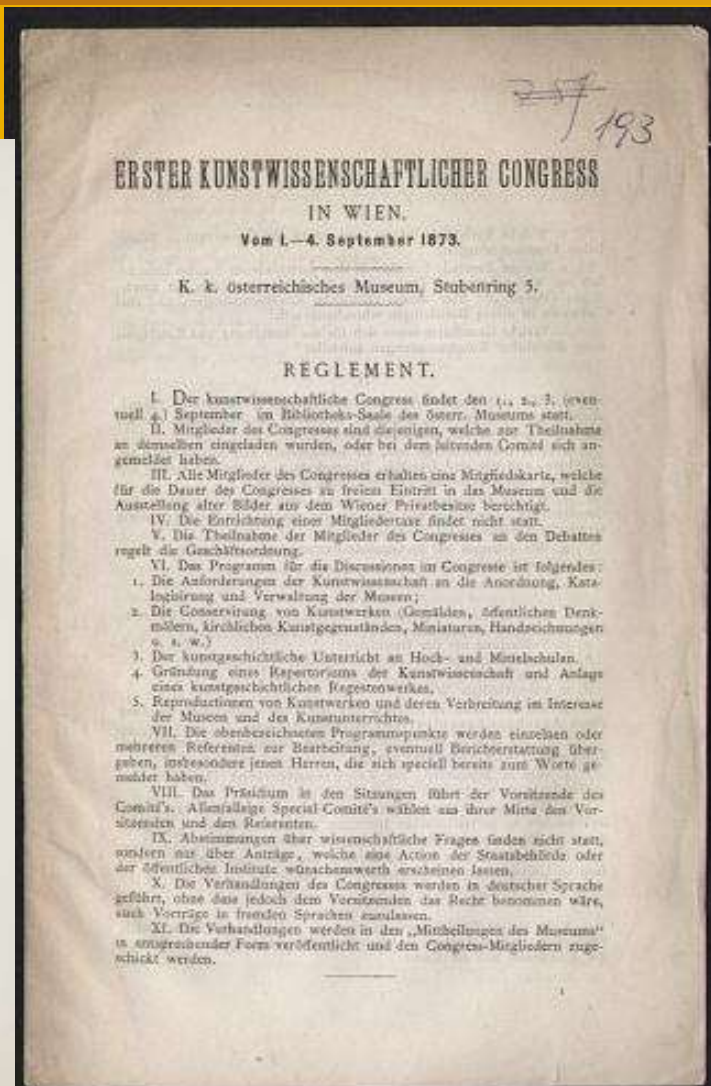 257
193
ERSTER KUNSTWISSENSCHAFTLICHER CONGRESS
IN WIEN.
Vom 1.—4. September 1873.
K. k. österreichisches Museum, Stubenring 5.
REGLEMENT.
I. Der kunstwissenschaftliche Congress findet den 1., 2., 3. (even-
tuell 4.) September im Bibliotheks-Saale des österr. Museums statt.
II. Mitglieder des Congresses sind diejenigen, welche zur Theilnahme
an demselben eingeladen wurden, oder bei dem leitenden Comité sich an-
gemeldet haben.
III. Alle Mitglieder des Congresses erhalten eine Mitgliedskarte, welche
für die Dauer des Congresses zu freiem Eintritt in das Museum und die
Ausstellung alter Bilder aus dem Wiener Privatbesitze berechtigt.
IV. Die Entrichtung einer Mitgliedertaxe findet nicht statt.
V. Die Theilnahme der Mitglieder des Congresses an den Debatten
regelt die Geschäftsordnung.
VI. Das Programm für die Discussionen im Congresse ist folgendes:
1. Die Anforderungen der Kunstwissenschaft an die Anordnung, Kata-
logisirung und Verwaltung der Museen;
2. Die Conservirung von Kunstwerken (Gemälden, öffentlichen Denk-
mälern, kirchlichen Kunstgegenständen, Miniaturen, Handzeichnungen
u. s. w.)
3. Der kunstgeschichtliche Unterricht an Hoch- und Mittelschulen.
4. Gründung eines Repertoriums der Kunstwissenschaft und Anlage
eines kunstgeschichtlichen Regestenwerkes.
5. Reproductionen von Kunstwerken und deren Verbreitung im Interesse
der Museen und des Kunstunterrichtes.
VII. Die obenbezeichneten Programmspunkte werden einzelnen oder
mehreren Referenten zur Bearbeitung, eventuell Berichterstattung über-
geben, insbesondere jenen Herren, die sich speciell bereits zum Worte ge-
meldet haben.
VIII. Das Präsidium in den Sitzungen führt der Vorsitzende des
Comité's. Allenfallsige Special-Comité's wählen aus ihrer Mitte den Vor-
sitzenden und den Referenten.
IX. Abstimmungen über wissenschaftliche Fragen finden nicht statt,
sondern nur über Anträge, welche eine Action der Staatsbehörde oder
der öffentlichen Institute wünschenswerth erscheinen lassen.
X. Die Verhandlungen des Congresses werden in deutscher Sprache
geführt, ohne dass jedoch dem Vorsitzenden das Recht benommen wäre,
auch Vorträge in fremden Sprachen zuzulassen.
XI. Die Verhandlungen werden in den „Mittheilungen des Museums"
in entsprechender Form veröffentlicht und den Congress-Mitgliedern zuge-
schickt werden.
1